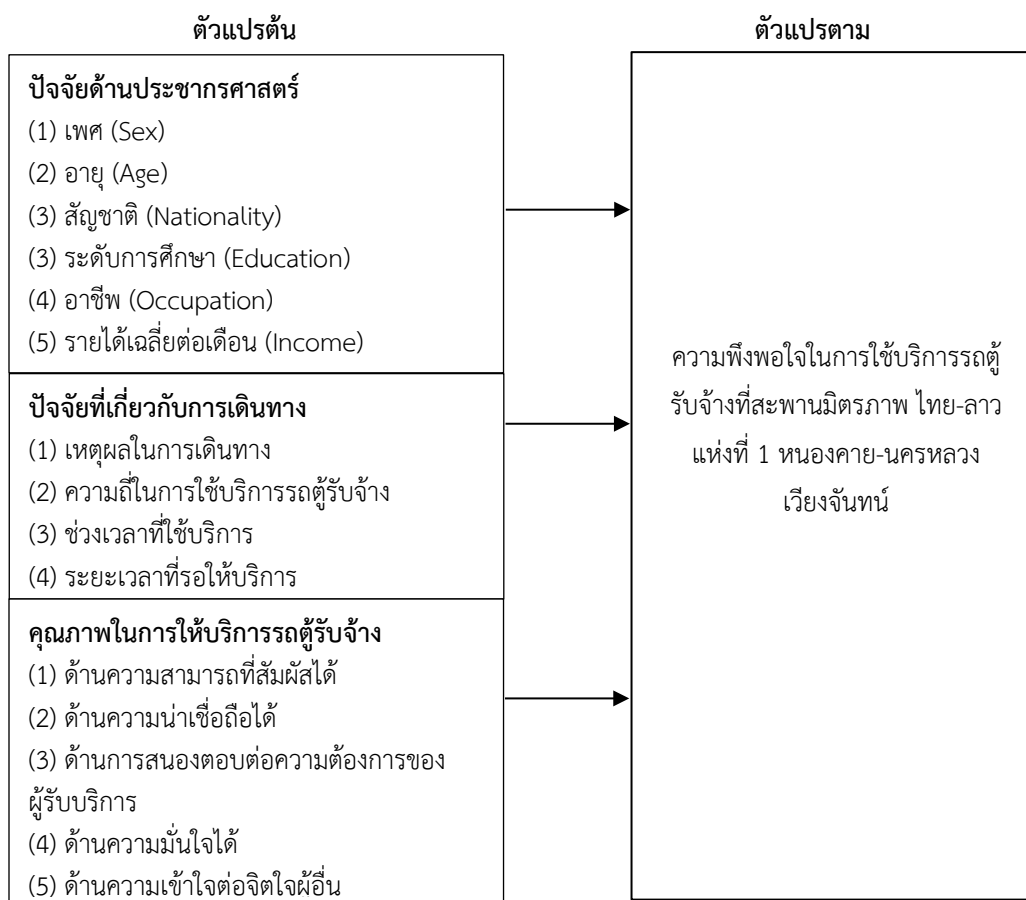 ตัวแปรต้น
ตัวแปรตาม
ปัจจัยด้านประชากรศาสตร์
(1) เพศ (Sex)
(2) อายุ (Age)
(3) สัญชาติ (Nationality)
(3) ระดับการศึกษา (Education)
(4) อาชีพ (Occupation)
(5) รายได้เฉลี่ยต่อเดือน (Income)
ปัจจัยที่เกี่ยวกับการเดินทาง
(1) เหตุผลในการเดินทาง
(2) ความถี่ในการใช้บริการรถตู้รับจ้าง
(3) ช่วงเวลาที่ใช้บริการ
(4) ระยะเวลาที่รอให้บริการ
คุณภาพในการให้บริการรถตู้รับจ้าง
(1) ด้านความสามารถที่สัมผัสได้
(2) ด้านความน่าเชื่อถือได้
(3) ด้านการสนองตอบต่อความต้องการของ
ผู้รับบริการ
(4) ด้านความมั่นใจได้
(5) ด้านความเข้าใจต่อจิตใจผู้อื่น
ความพึงพอใจในการใช้บริการรถตู้
รับจ้างที่สะพานมิตรภาพ ไทย-ลาว
แห่งที่ 1 หนองคาย-นครหลวง
เวียงจันทน์